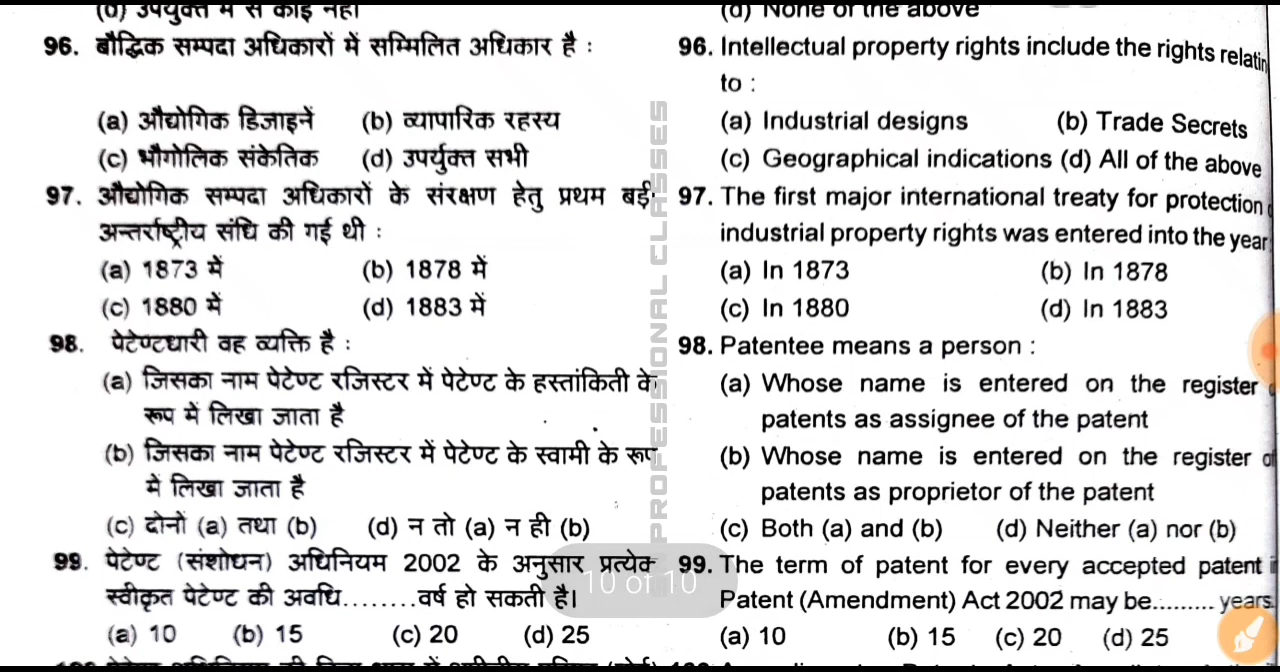 (d) उपर्युक्त में से कोई नहीं
96. बौद्धिक सम्पदा अधिकारों में सम्मिलित अधिकार है :
(a) औद्योगिक डिजाइनें (b) व्यापारिक रहस्य
(c) भौगोलिक संकेतिक (d) उपर्युक्त सभी
97. औद्योगिक सम्पदा अधिकारों के संरक्षण हेतु प्रथम बड़ी
अन्तर्राष्ट्रीय संधि की गई थी :
(a) 1873 में (b) 1878 में
(c) 1880 में (d) 1883 में
98. पेटेण्टधारी वह व्यक्ति है :
(a) जिसका नाम पेटेण्ट रजिस्टर में पेटेण्ट के हस्तांकिती के
रूप में लिखा जाता है
(b) जिसका नाम पेटेण्ट रजिस्टर में पेटेण्ट के स्वामी के रूप
में लिखा जाता है
(c) दोनों (a) तथा (b) (d) न तो (a) न ही (b)
99. पेटेण्ट (संशोधन) अधिनियम 2002 के अनुसार प्रत्येक
स्वीकृत पेटेण्ट की अवधि........वर्ष हो सकती है।
(a) 10 (b) 15 (c) 20 (d) 25
PROFESSIONAL CLASSES
10 of 10
(d) None of the above
96. Intellectual property rights include the rights
to :
(a) Industrial designs (b) Trade Secrets
(c) Geographical indications (d) All of the above
97. The first major international treaty for protection
industrial property rights was entered into the year
(a) In 1873 (b) In 1878
(c) In 1880 (d) In 1883
98. Patentee means a person :
(a) Whose name is entered on the register
patents as assignee of the patent
(b) Whose name is entered on the register of
patents as proprietor of the patent
(c) Both (a) and (b) (d) Neither (a) nor (b)
99. The term of patent for every accepted patent
Patent (Amendment) Act 2002 may be......... years.
(a) 10 (b) 15 (c) 20 (d) 25